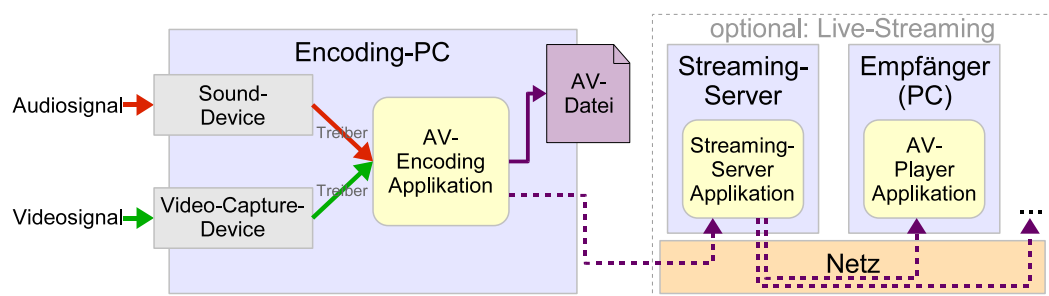 optional: Live-Streaming
Encoding-PC
Streaming-
Server
Empfänger
(PC)
AV-
Datei
Audiosignal
Sound-
Device
Treiber
AV-
Encoding
Applikation
Streaming-
Server
Applikation
AV-
Player
Applikation
Treiber
Videosignal
Video-Capture-
Device
...
Netz